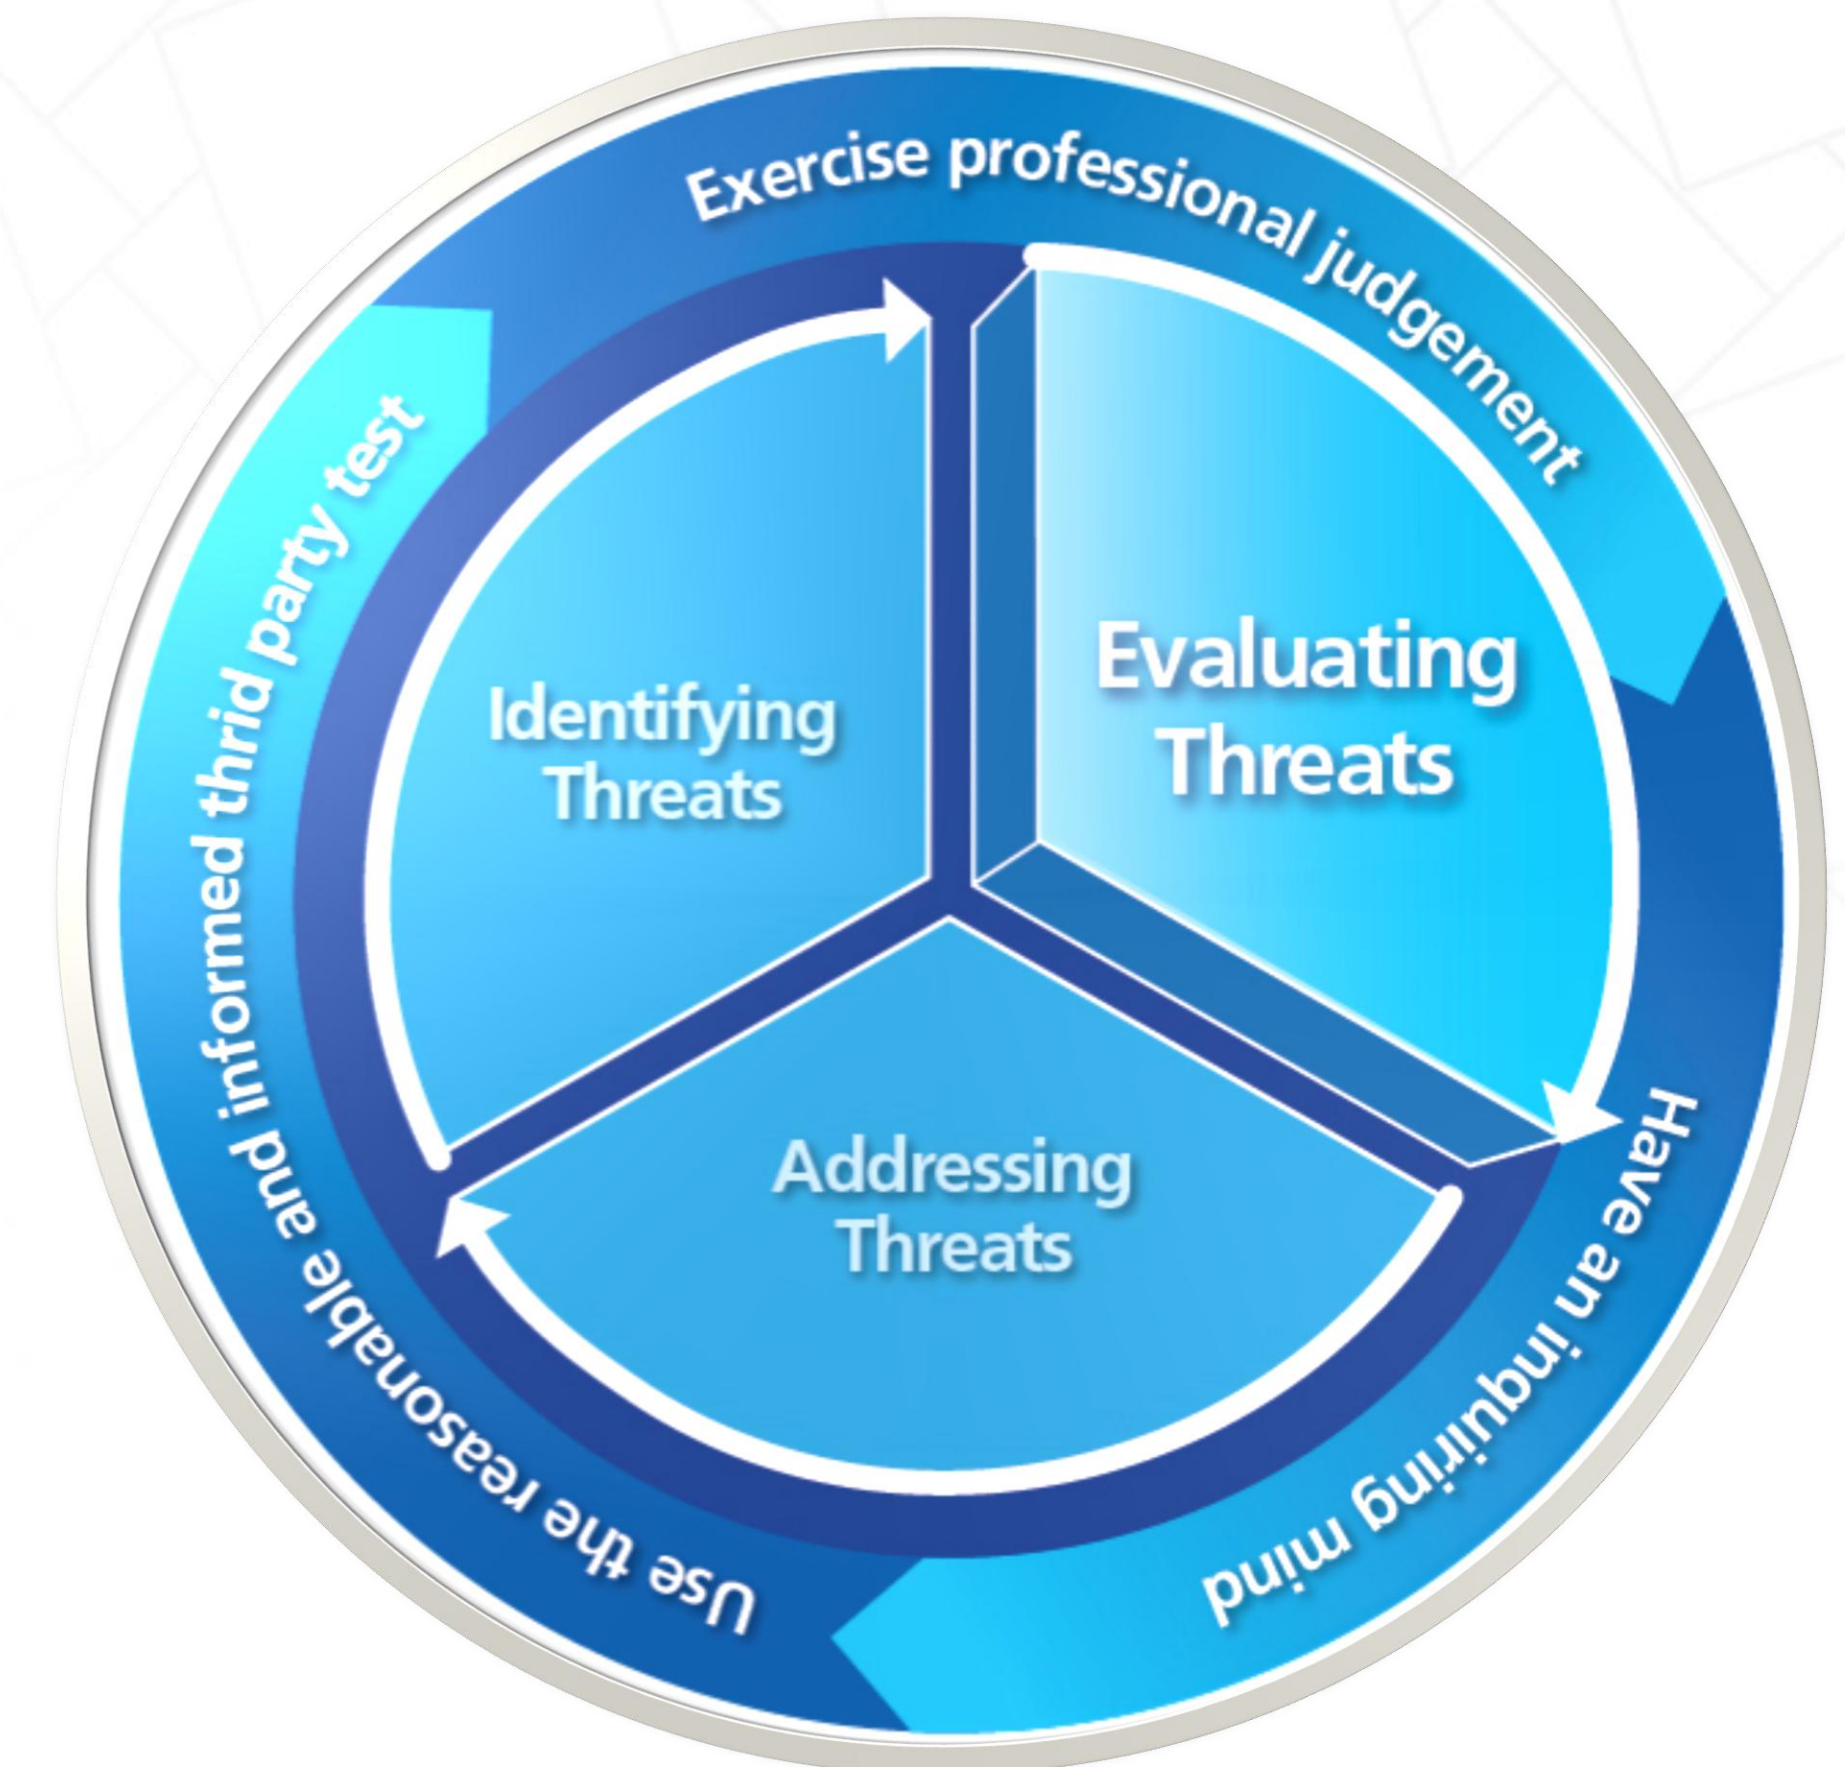 Exercise professional judgement
Have an inquiring mind
Use the reasonable and informed thrid party test
Identifying
Threats
Evaluating
Threats
Addressing
Threats